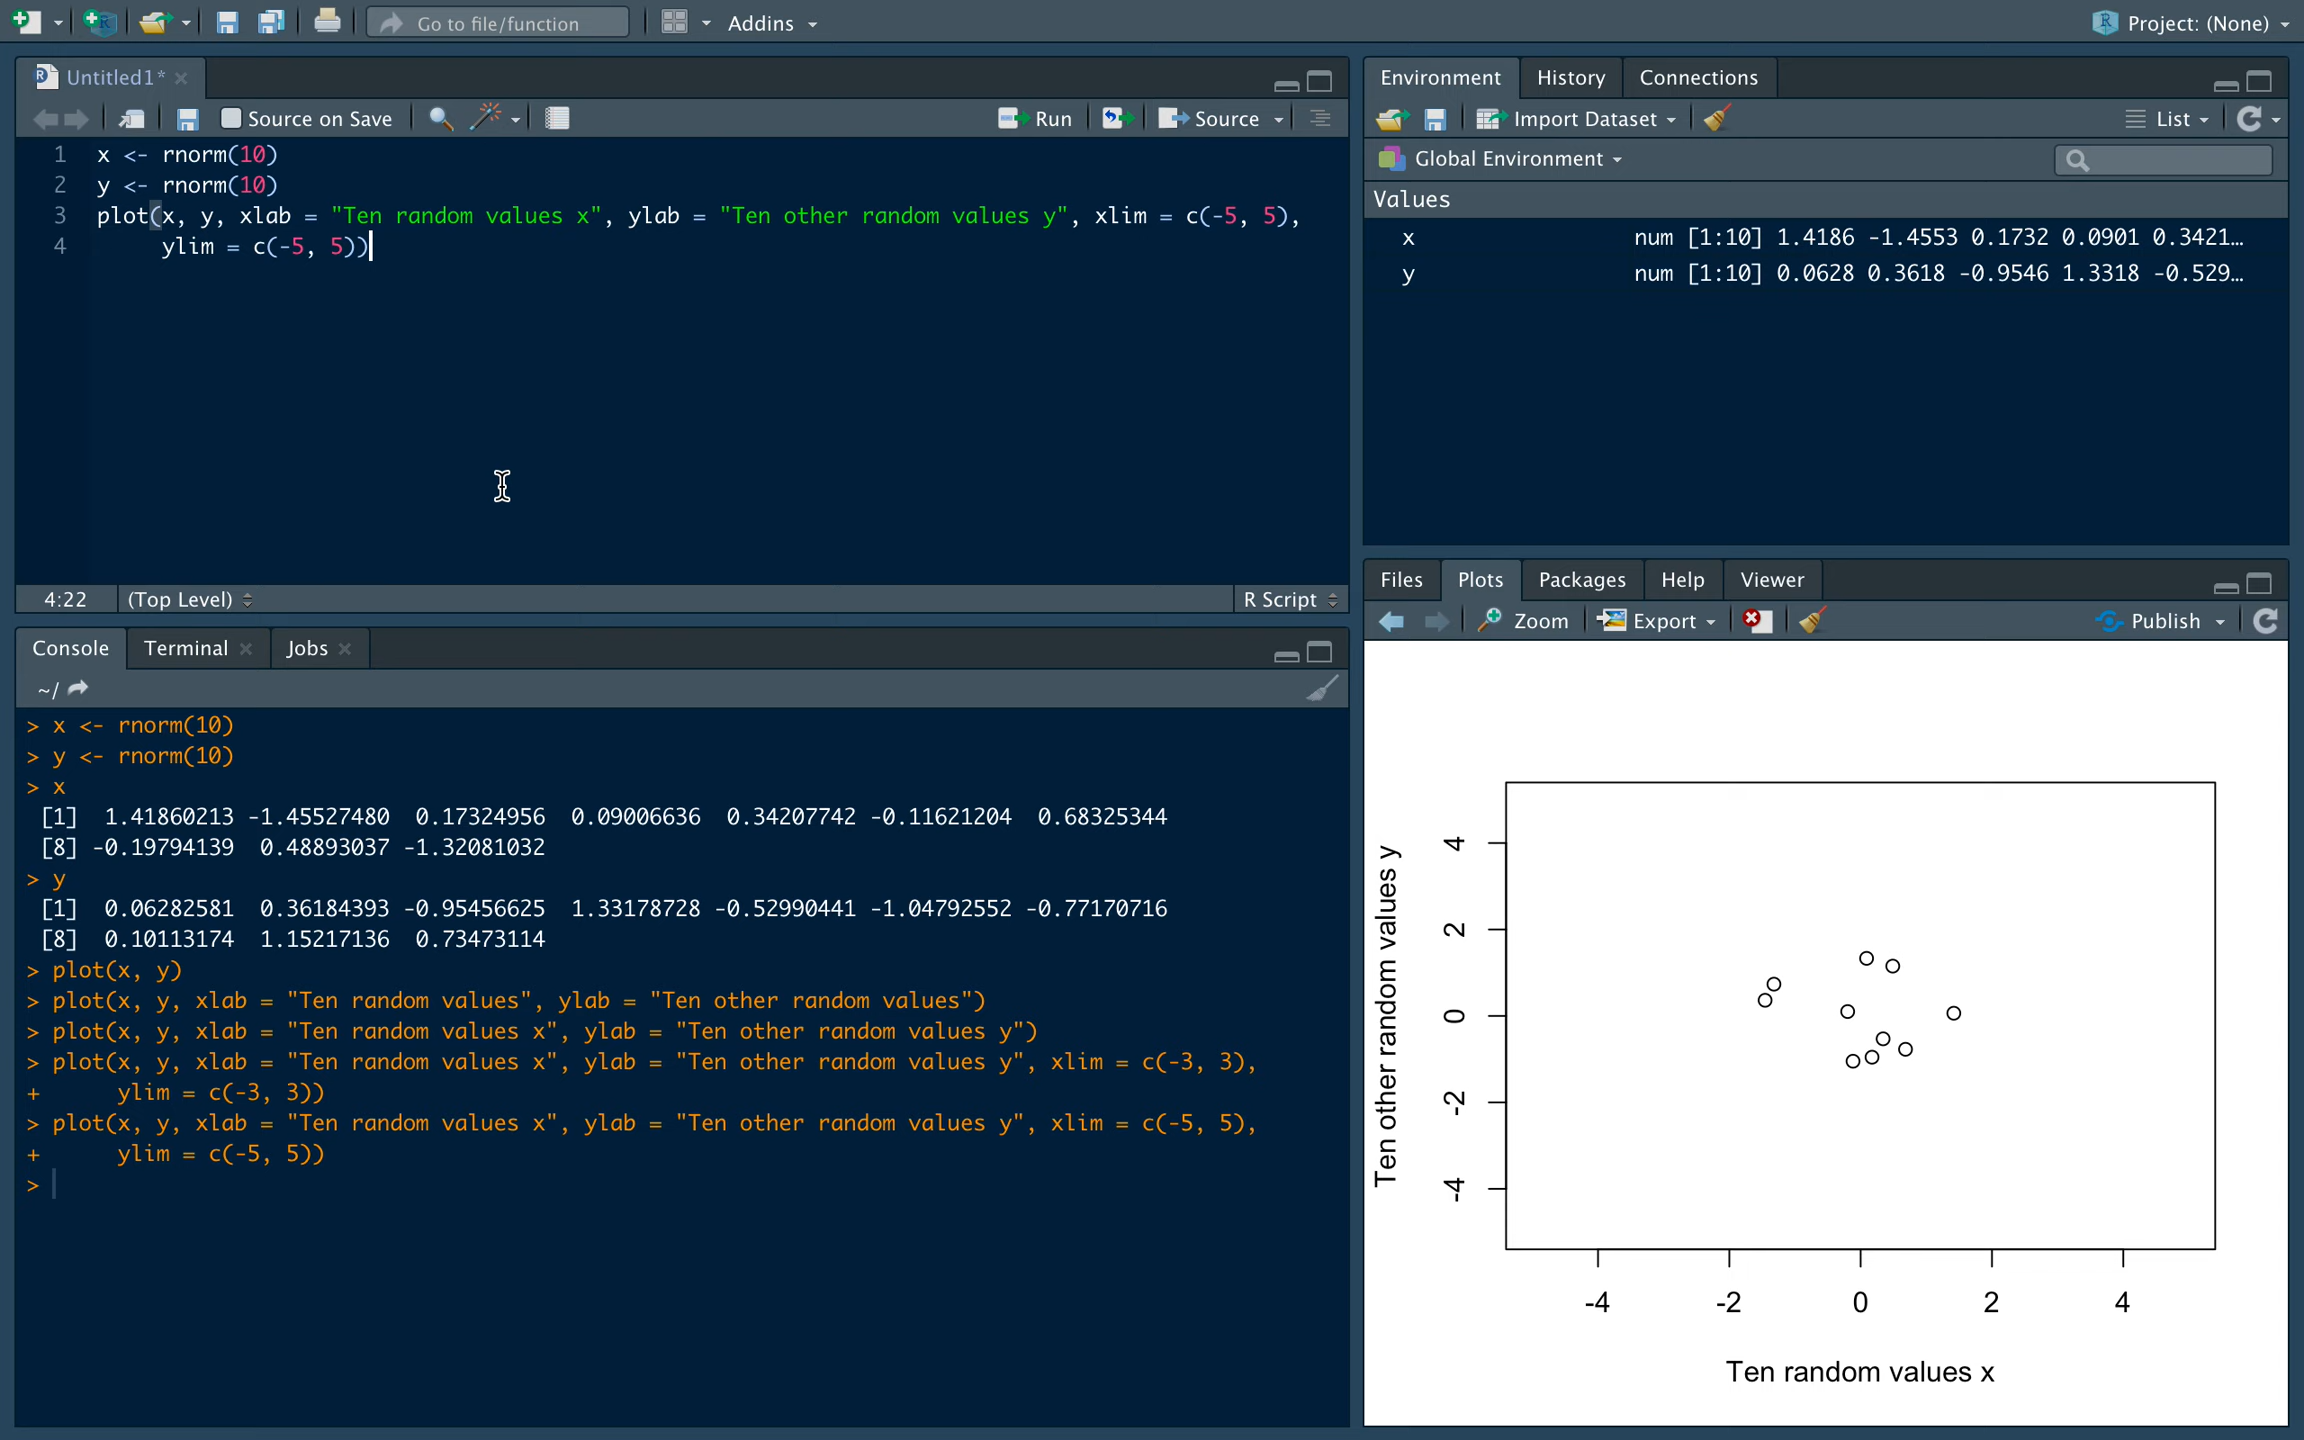 Go to file/function
Addins
Project: (None)
Untitled1*
Source on Save
Run
Source
1 x <- rnorm(10)
2 y <- rnorm(10)
3 plot(x, y, xlab = "Ten random values x", ylab = "Ten other random values y", xlim = c(-5, 5),
4 ylim = c(-5, 5))
4:22 (Top Level)
R Script
Console Terminal Jobs
~/
> x <- rnorm(10)
> y <- rnorm(10)
> x
[1] 1.41860213 -1.45527480 0.17324956 0.09006636 0.34207742 -0.11621204 0.68325344
[8] -0.19794139 0.48893037 -1.32081032
> y
[1] 0.06282581 0.36184393 -0.95456625 1.33178728 -0.52990441 -1.04792552 -0.77170716
[8] 0.10113174 1.15217136 0.73473114
> plot(x, y)
> plot(x, y, xlab = "Ten random values", ylab = "Ten other random values")
> plot(x, y, xlab = "Ten random values x", ylab = "Ten other random values y")
> plot(x, y, xlab = "Ten random values x", ylab = "Ten other random values y", xlim = c(-3, 3),
+ ylim = c(-3, 3))
> plot(x, y, xlab = "Ten random values x", ylab = "Ten other random values y", xlim = c(-5, 5),
+ ylim = c(-5, 5))
>
Environment History Connections
Import Dataset
List
Global Environment
Values
x num [1:10] 1.4186 -1.4553 0.1732 0.0901 0.3421…
y num [1:10] 0.0628 0.3618 -0.9546 1.3318 -0.529…
Files Plots Packages Help Viewer
Zoom Export Publish
Ten other random values y
4
2
0
-2
-4
-4 -2 0 2 4
Ten random values x